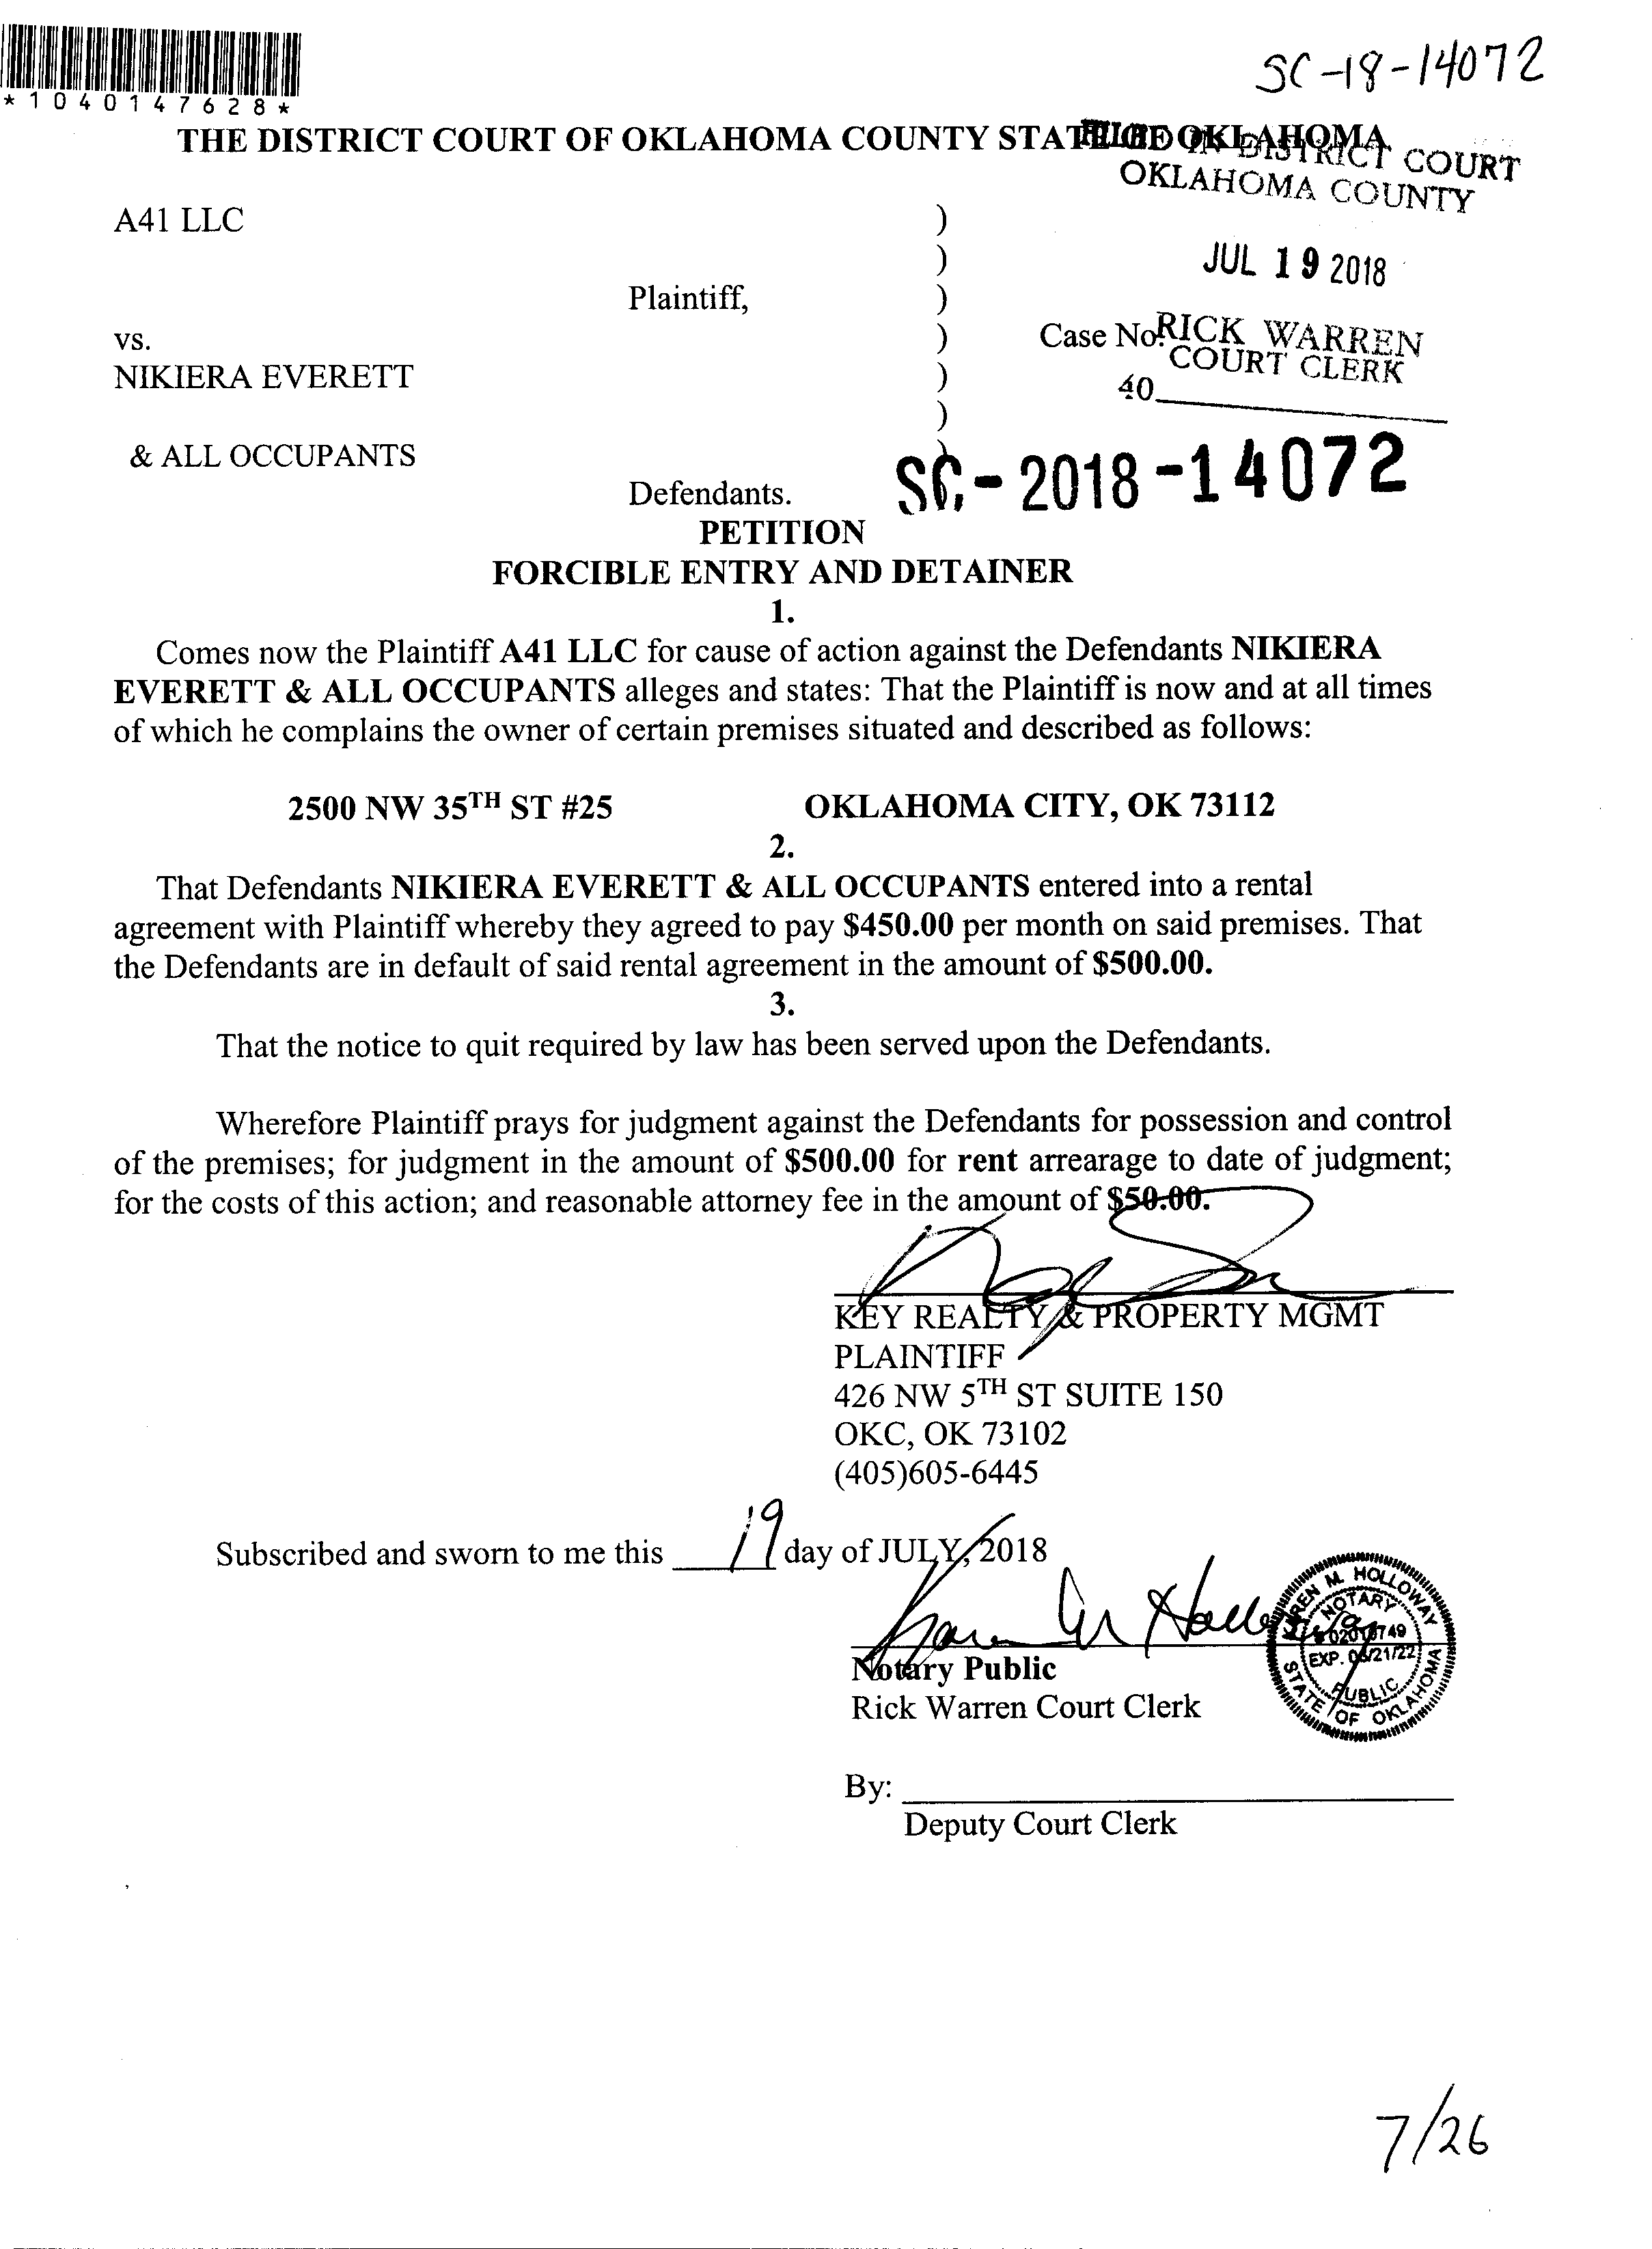 *1040147628*
SC-18-14072
THE DISTRICT COURT OF OKLAHOMA COUNTY STATE OF OKLAHOMA
FILED IN DISTRICT COURT
OKLAHOMA COUNTY
A41 LLC )
)
JUL 19 2018
Plaintiff, )
vs. ) Case No.
RICK WARREN
COURT CLERK
NIKIERA EVERETT )
40
)
& ALL OCCUPANTS )
SC - 2018 - 14072
Defendants.
PETITION
FORCIBLE ENTRY AND DETAINER
1.
Comes now the Plaintiff A41 LLC for cause of action against the Defendants NIKIERA
EVERETT & ALL OCCUPANTS alleges and states: That the Plaintiff is now and at all times
of which he complains the owner of certain premises situated and described as follows:
2500 NW 35TH ST #25 OKLAHOMA CITY, OK 73112
2.
That Defendants NIKIERA EVERETT & ALL OCCUPANTS entered into a rental
agreement with Plaintiff whereby they agreed to pay $450.00 per month on said premises. That
the Defendants are in default of said rental agreement in the amount of $500.00.
3.
That the notice to quit required by law has been served upon the Defendants.
Wherefore Plaintiff prays for judgment against the Defendants for possession and control
of the premises; for judgment in the amount of $500.00 for rent arrearage to date of judgment;
for the costs of this action; and reasonable attorney fee in the amount of $50.00.
KEY REALTY & PROPERTY MGMT
PLAINTIFF
426 NW 5TH ST SUITE 150
OKC, OK 73102
(405)605-6445
Subscribed and sworn to me this 19 day of JULY, 2018
Karen M Holloway
KAREN M. HOLLOWAY
NOTARY
EXP. 06/21/22
PUBLIC
STATE OF OKLAHOMA
Notary Public
Rick Warren Court Clerk
By:
Deputy Court Clerk
7/26